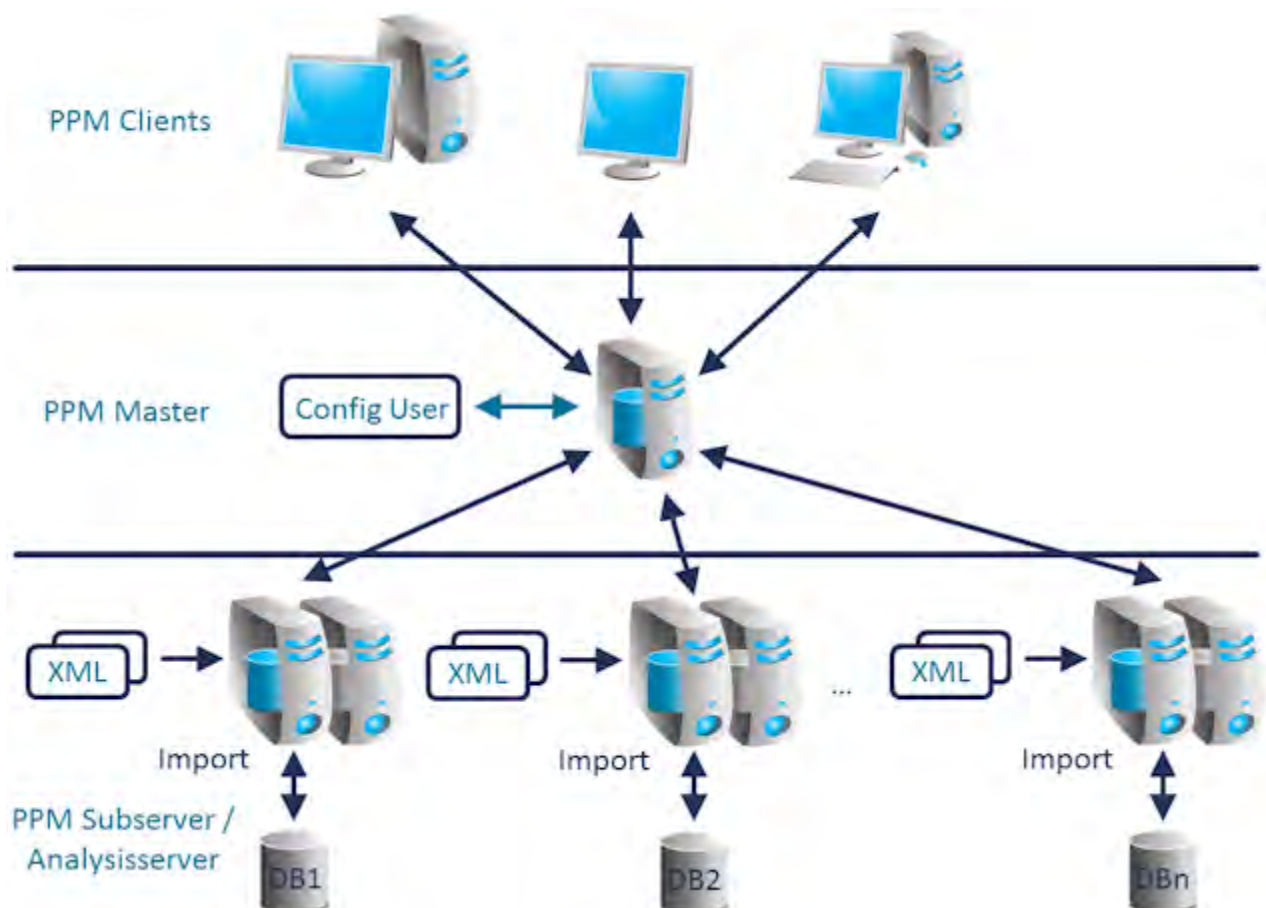 PPM Clients
PPM Master
Config User
XML
XML
...
XML
Import
Import
Import
PPM Subserver /
Analysisserver
DB1
DB2
DBn